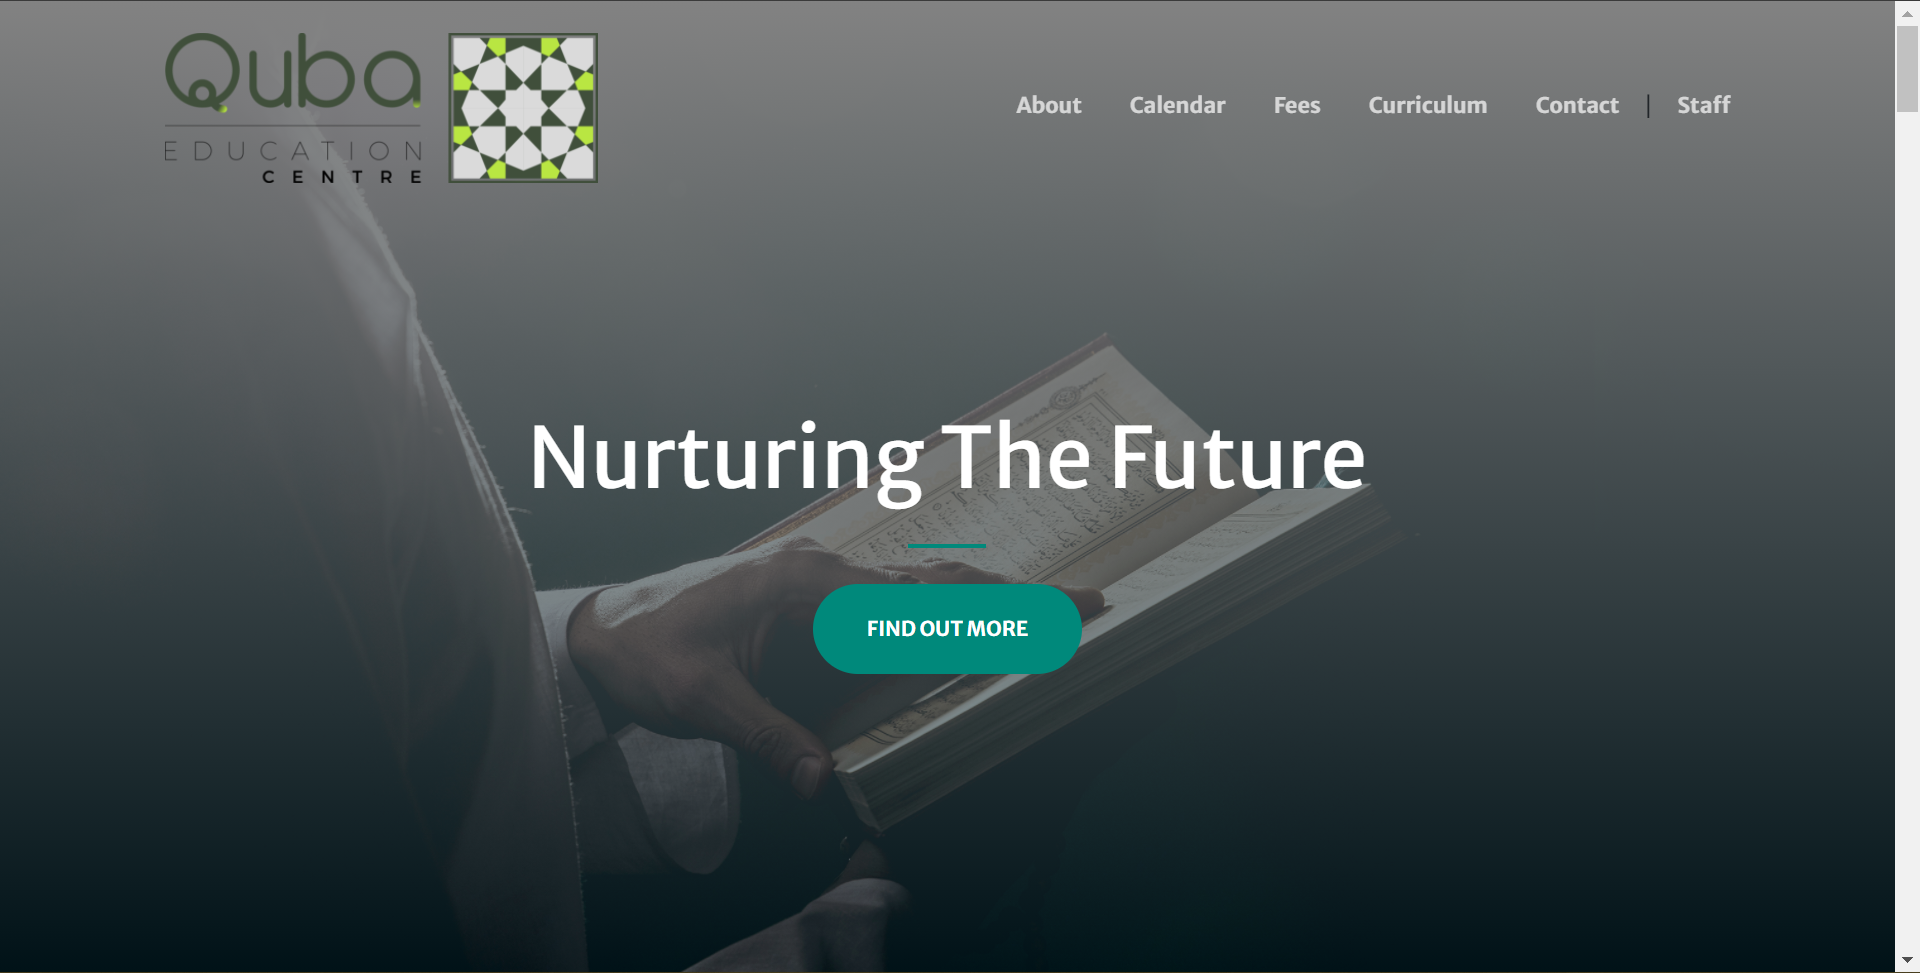 Quba
EDUCATION
CENTRE
About
Calendar
Fees
Curriculum
Contact
|
Staff
Nurturing The Future
FIND OUT MORE